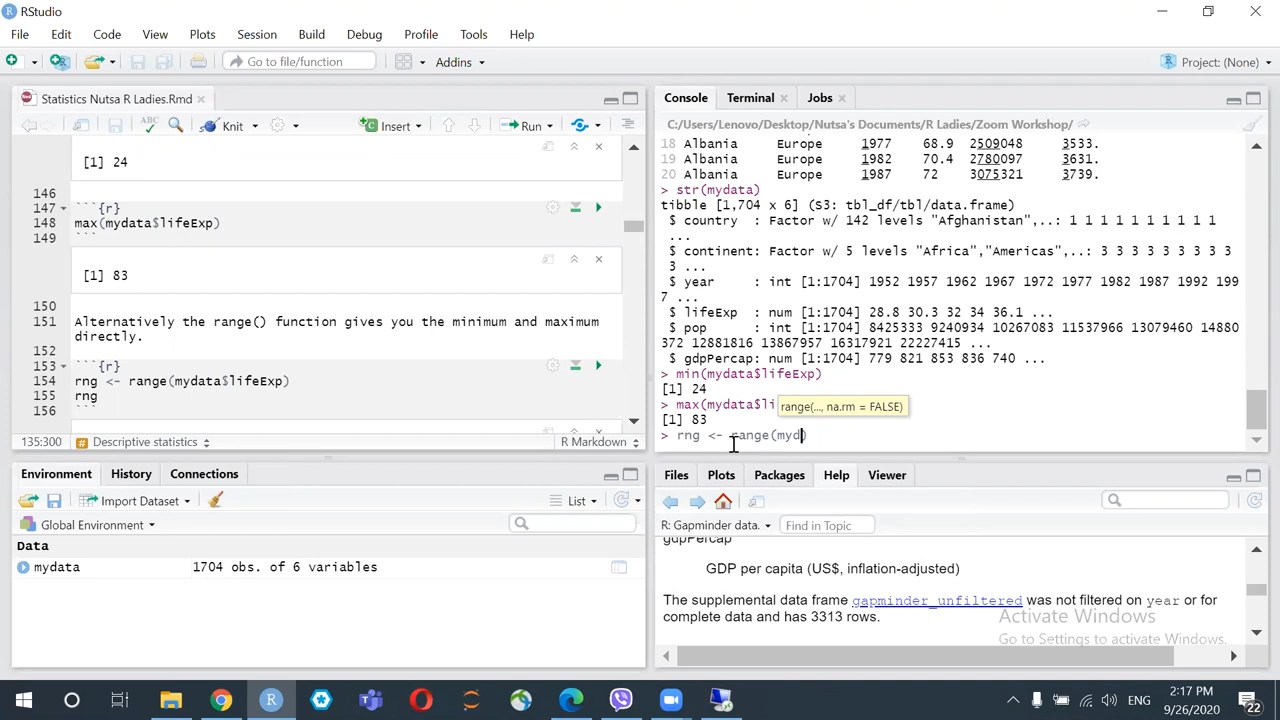 RStudio
File Edit Code View Plots Session Build Debug Profile Tools Help
Go to file/function Addins Project: (None)
Statistics Nutsa R Ladies.Rmd
ABC Knit Insert Run
[1] 24
146
147 ```{r}
148 max(mydata$lifeExp)
149 ```
[1] 83
150
151 Alternatively the range() function gives you the minimum and maximum
directly.
152
153 ```{r}
154 rng <- range(mydata$lifeExp)
155 rng
156 ```
135:300 Descriptive statistics R Markdown
Console Terminal Jobs
C:/Users/Lenovo/Desktop/Nutsa's Documents/R Ladies/Zoom Workshop/
18 Albania Europe 1977 68.9 2509048 3533.
19 Albania Europe 1982 70.4 2780097 3631.
20 Albania Europe 1987 72 3075321 3739.
> str(mydata)
tibble [1,704 x 6] (S3: tbl_df/tbl/data.frame)
$ country : Factor w/ 142 levels "Afghanistan",..: 1 1 1 1 1 1 1 1 1 1
...
$ continent: Factor w/ 5 levels "Africa","Americas",..: 3 3 3 3 3 3 3 3 3
3 ...
$ year : int [1:1704] 1952 1957 1962 1967 1972 1977 1982 1987 1992 199
7 ...
$ lifeExp : num [1:1704] 28.8 30.3 32 34 36.1 ...
$ pop : int [1:1704] 8425333 9240934 10267083 11537966 13079460 14880
372 12881816 13867957 16317921 22227415 ...
$ gdpPercap: num [1:1704] 779 821 853 836 740 ...
> min(mydata$lifeExp)
[1] 24
> max(mydata$li
range(..., na.rm = FALSE)
[1] 83
> rng <- range(myd)
Environment History Connections
Import Dataset List
Global Environment
Data
mydata 1704 obs. of 6 variables
Files Plots Packages Help Viewer
R: Gapminder data. Find in Topic
gdpPercap
GDP per capita (US$, inflation-adjusted)
The supplemental data frame gapminder_unfiltered was not filtered on year or for
complete data and has 3313 rows.
Activate Windows
Go to Settings to activate Windows.
ENG
2:17 PM
9/26/2020
22